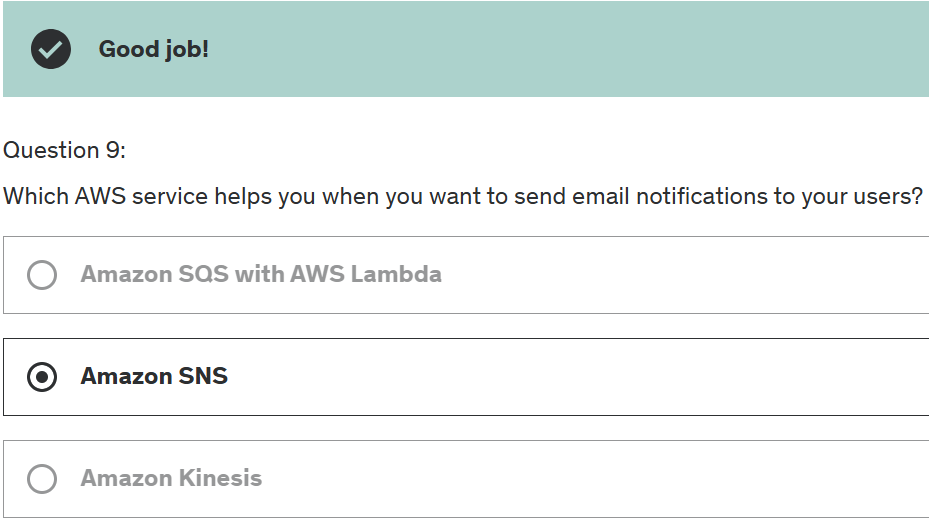 Good job!
Question 9:
Which AWS service helps you when you want to send email notifications to your users?
Amazon SQS with AWS Lambda
Amazon SNS
Amazon Kinesis